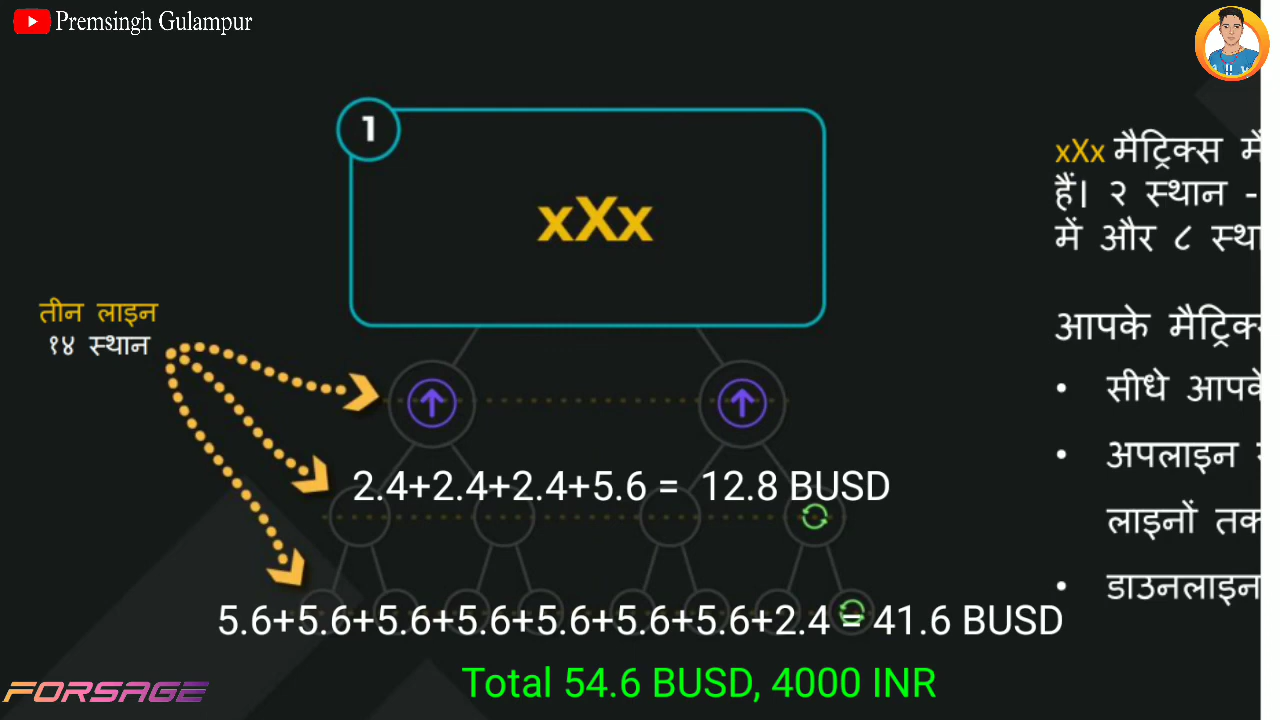 Premsingh Gulampur
1
xXx
तीन लाइन
१४ स्थान
2.4+2.4+2.4+5.6 = 12.8 BUSD
5.6+5.6+5.6+5.6+5.6+5.6+5.6+2.4 = 41.6 BUSD
Total 54.6 BUSD, 4000 INR
FORSAGE
xXx मैट्रिक्स
हैं। २ स्थान -
में और ८
आपके
• सीधे
• अपलाइन
लाइनों
• डाउनलाइन